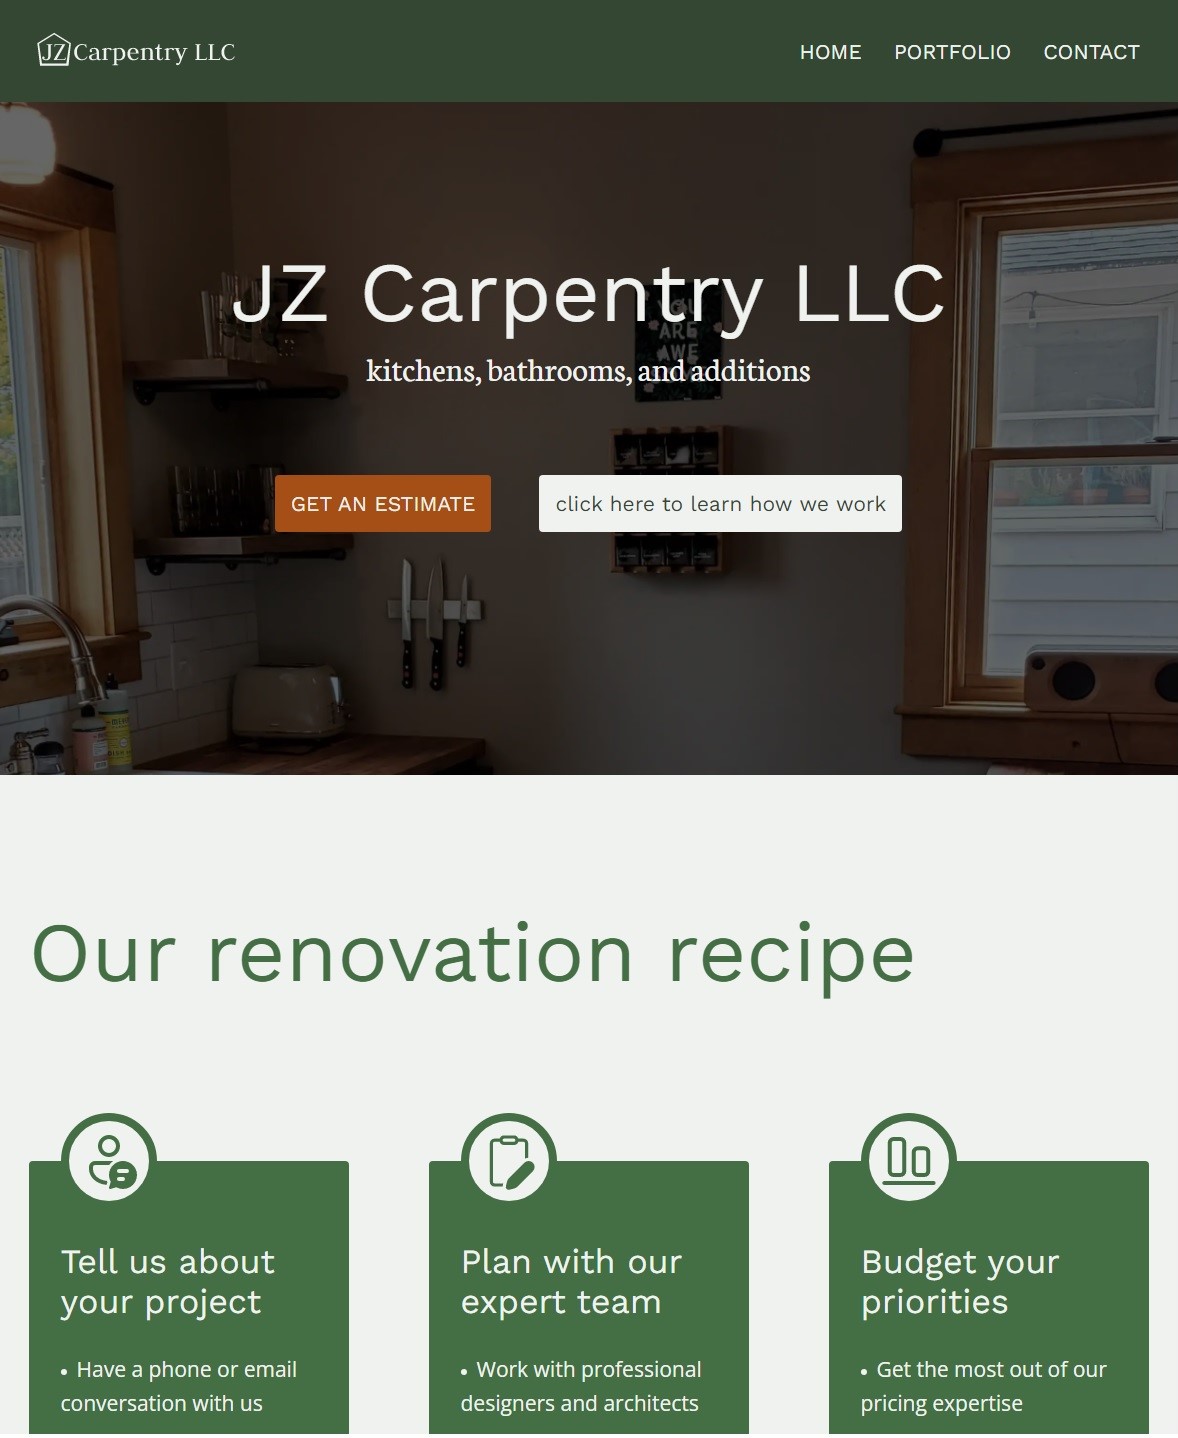 JZ Carpentry LLC
HOME PORTFOLIO CONTACT
JZ Carpentry LLC
YOU
ARE
AWE
kitchens, bathrooms, and additions
GET AN ESTIMATE
click here to learn how we work
Our renovation recipe
Tell us about
your project
• Have a phone or email
conversation with us
Plan with our
expert team
• Work with professional
designers and architects
Budget your
priorities
• Get the most out of our
pricing expertise